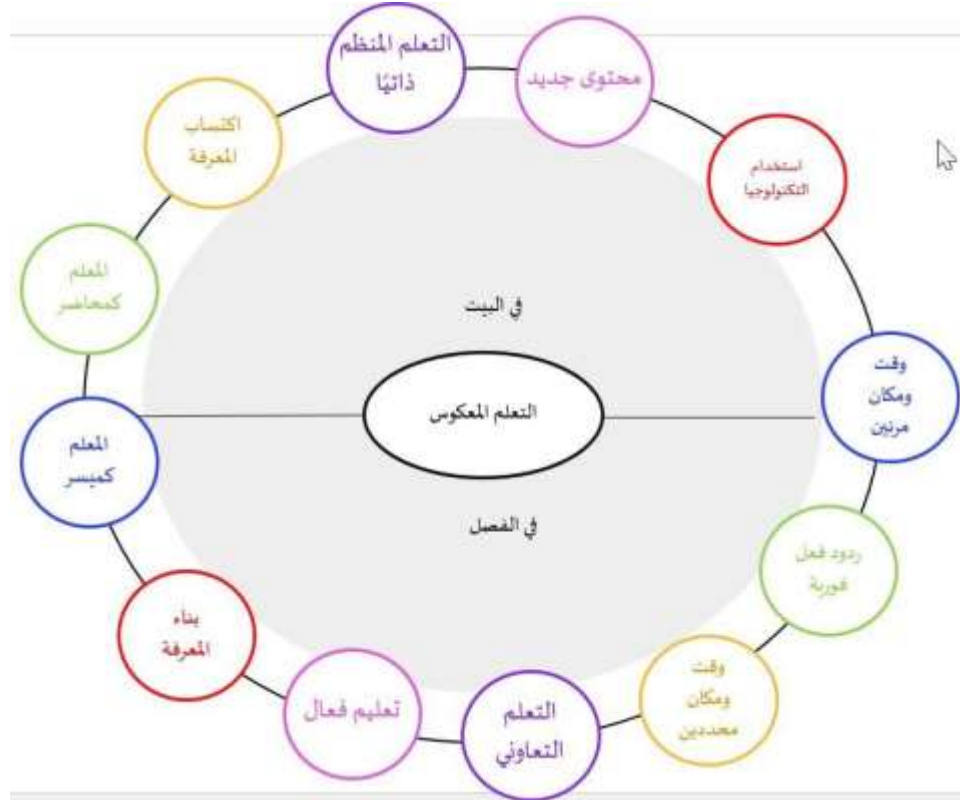 التعلم المنظم
ذاتيًا
محتوى جديد
اكتساب
المعرفة
استخدام
التكنولوجيا
المعلم
كمحاضر
في البيت
وقت
ومكان
مرنين
التعلم المعكوس
المعلم
كميسر
في الفصل
ردود فعل
فورية
بناء
المعرفة
وقت
ومكان
محددين
تعليم فعال
التعلم
التعاوني